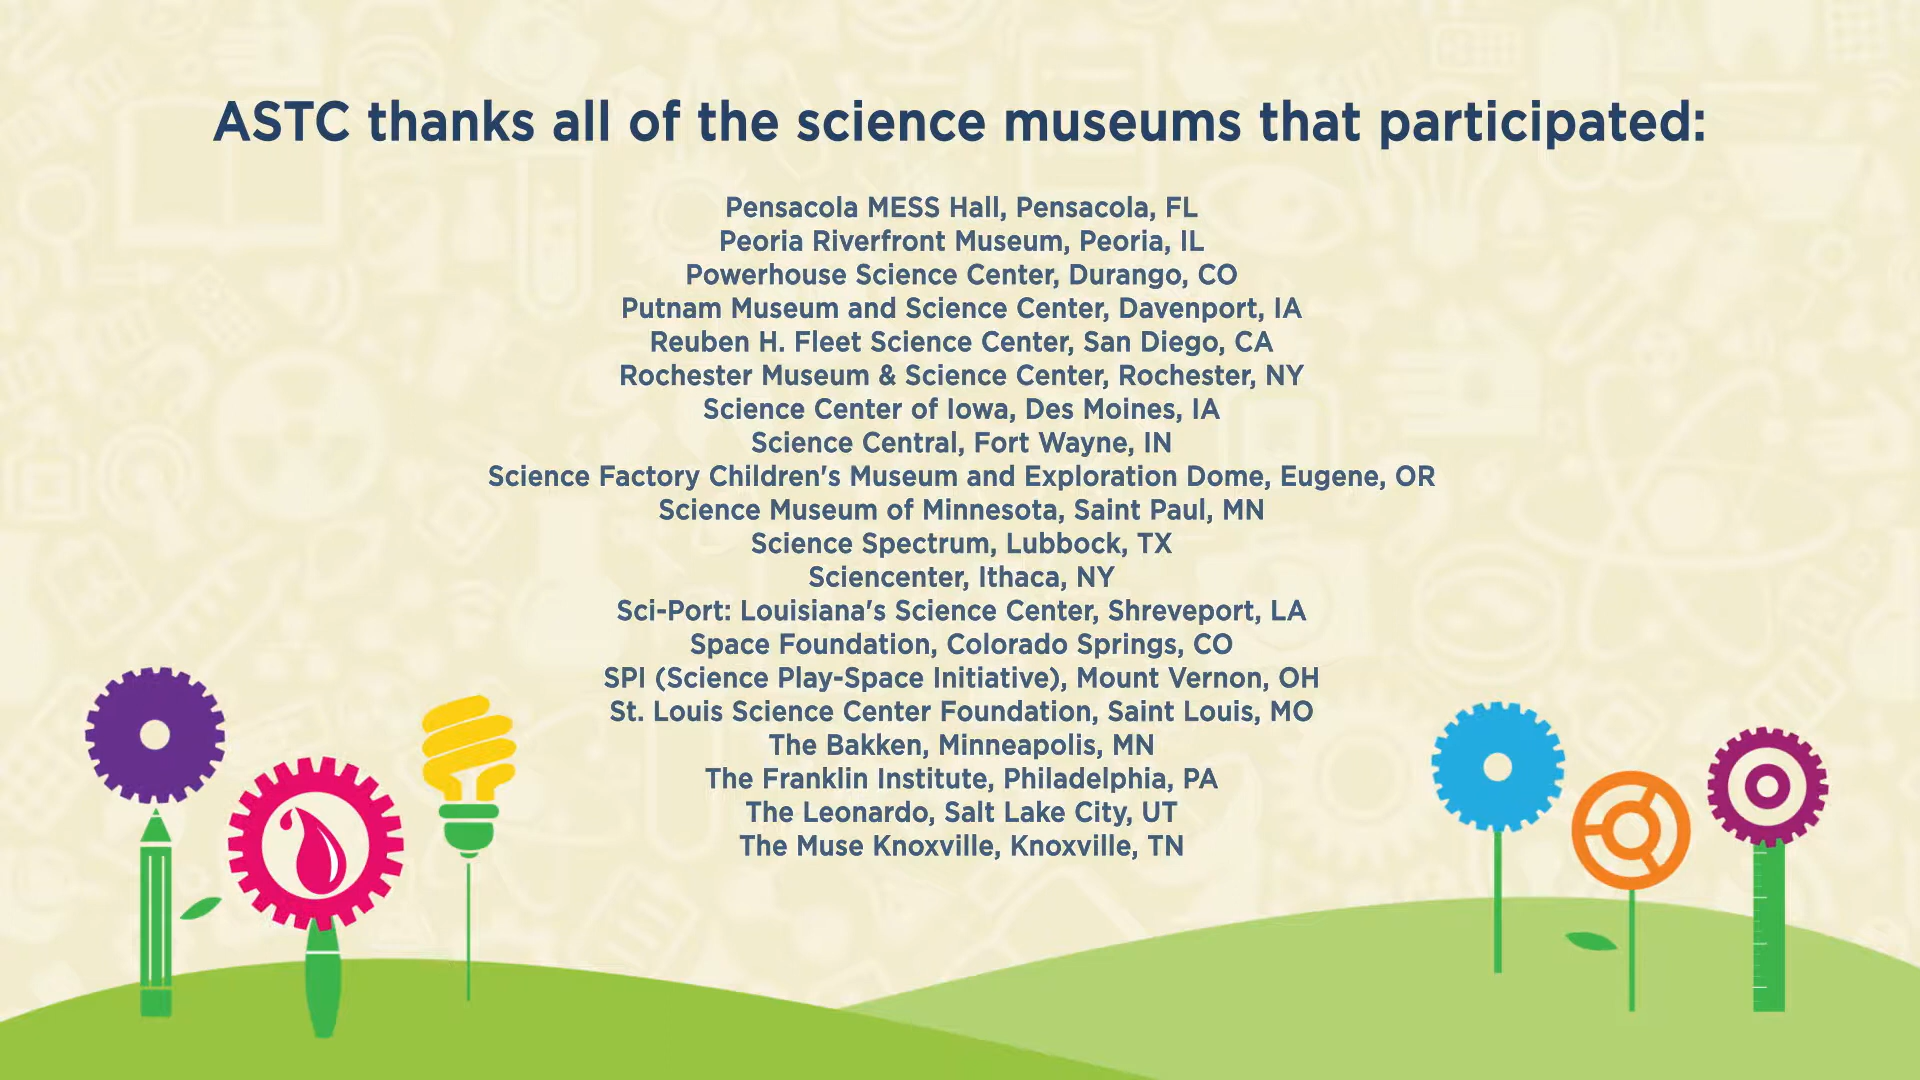 ASTC thanks all of the science museums that participated:
Pensacola MESS Hall, Pensacola, FL
Peoria Riverfront Museum, Peoria, IL
Powerhouse Science Center, Durango, CO
Putnam Museum and Science Center, Davenport, IA
Reuben H. Fleet Science Center, San Diego, CA
Rochester Museum & Science Center, Rochester, NY
Science Center of Iowa, Des Moines, IA
Science Central, Fort Wayne, IN
Science Factory Children's Museum and Exploration Dome, Eugene, OR
Science Museum of Minnesota, Saint Paul, MN
Science Spectrum, Lubbock, TX
Sciencenter, Ithaca, NY
Sci-Port: Louisiana's Science Center, Shreveport, LA
Space Foundation, Colorado Springs, CO
SPI (Science Play-Space Initiative), Mount Vernon, OH
St. Louis Science Center Foundation, Saint Louis, MO
The Bakken, Minneapolis, MN
The Franklin Institute, Philadelphia, PA
The Leonardo, Salt Lake City, UT
The Muse Knoxville, Knoxville, TN